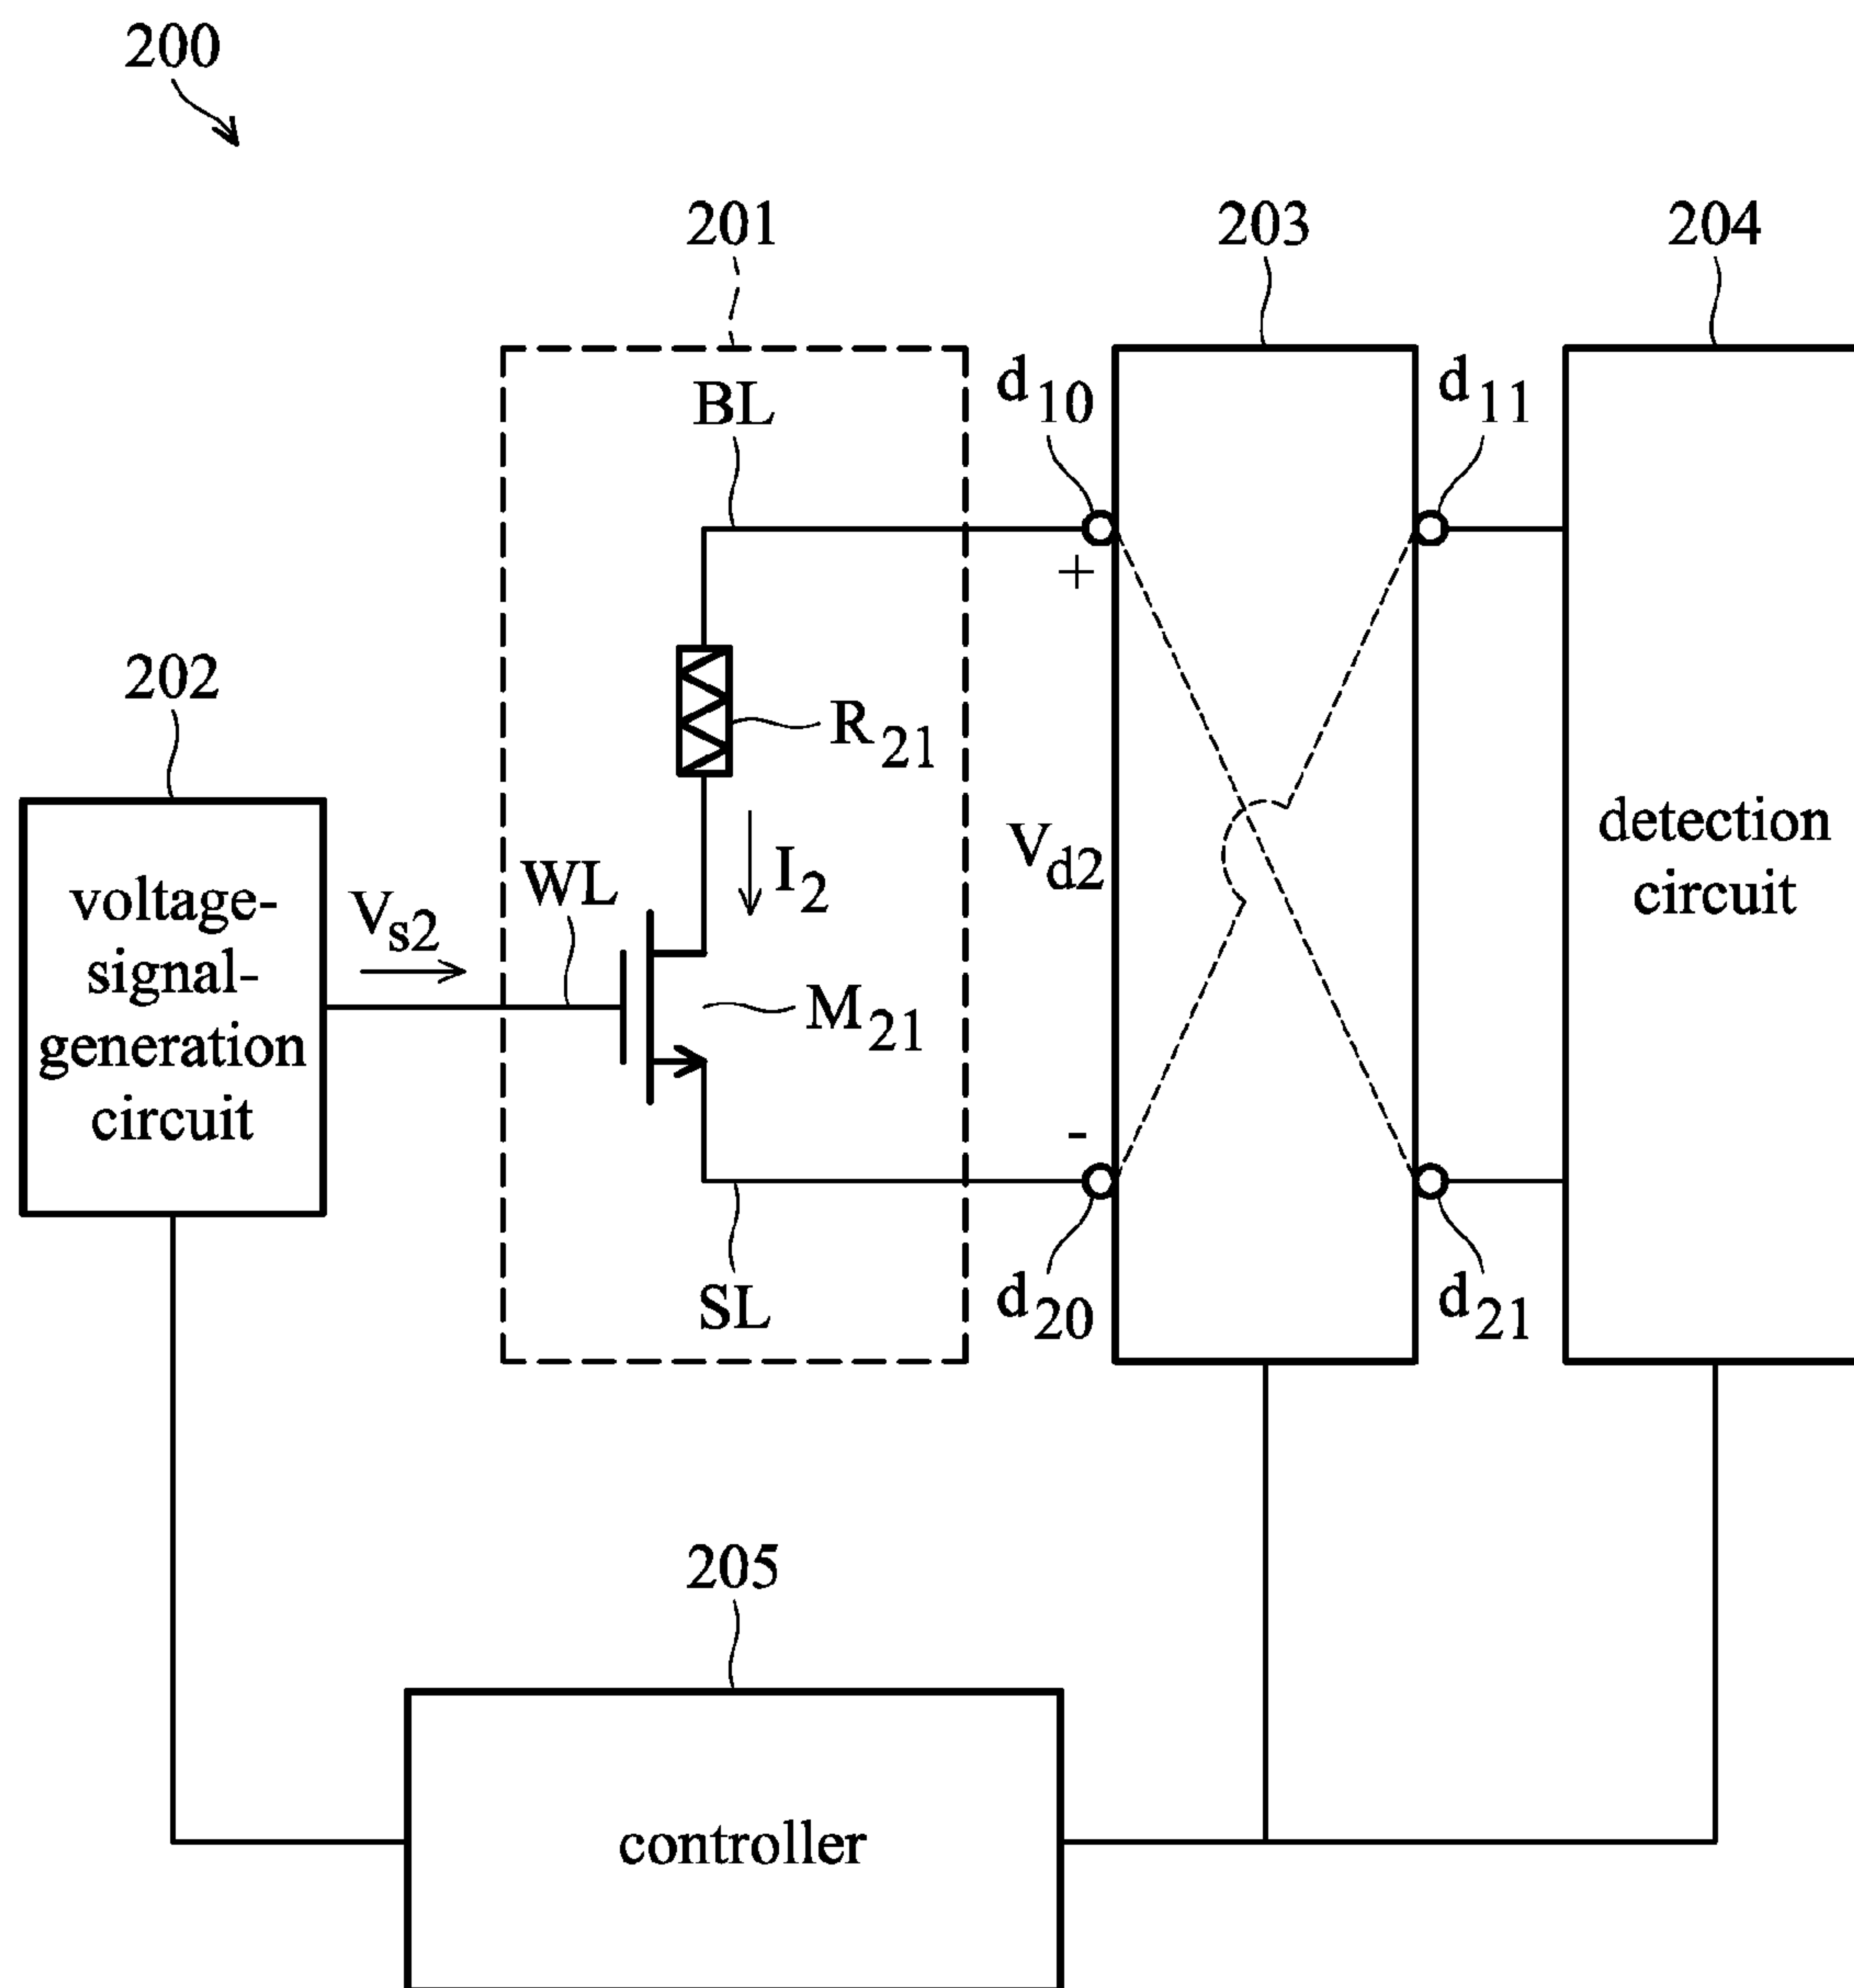 200
201
203
204
BL
d10
d11
+
202
R21
voltage-
signal-
generation
circuit
Vs2
WL
I2
Vd2
detection
circuit
M21
-
SL
d20
d21
205
controller